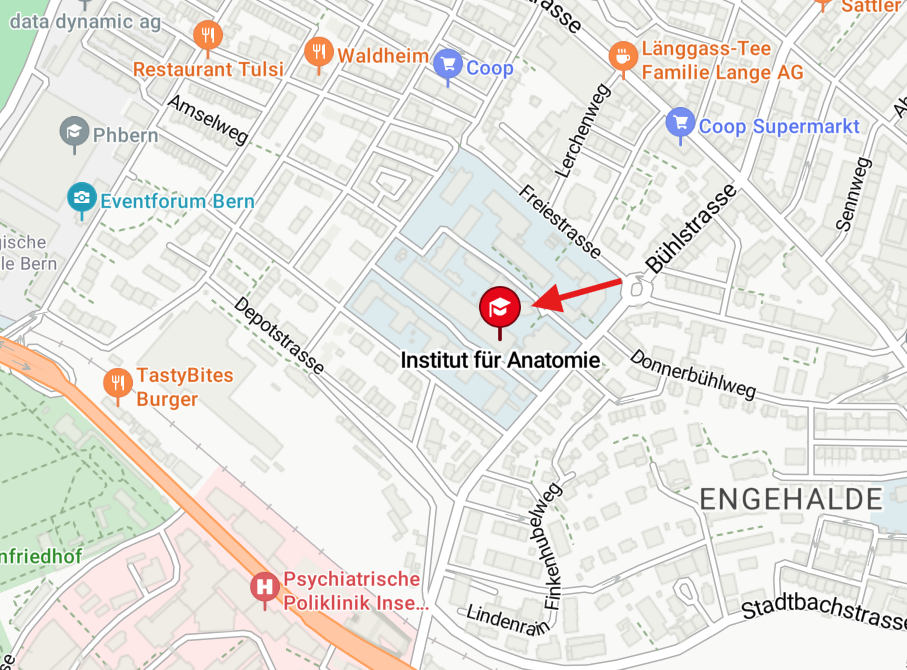 data dynamic ag
strasse
Sattler
Restaurant Tulsi
Waldheim
Coop
Länggass-Tee
Familie Lange AG
Amselweg
Phbern
Lerchenweg
Coop Supermarkt
Eventforum Bern
Freiestrasse
Bühlstrasse
Sennweg
gische
le Bern
Depotstrasse
Institut für Anatomie
Donnerbühlweg
TastyBites
Burger
ENGEHALDE
Finkenhubelweg
nfriedhof
Psychiatrische
Poliklinik Inse...
Lindenrain
Stadtbachstrasse